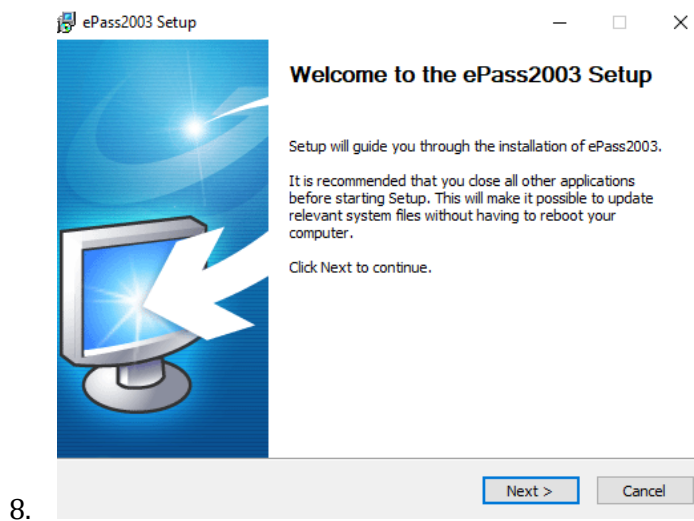 ePass2003 Setup
Welcome to the ePass2003 Setup
Setup will guide you through the installation of ePass2003.
It is recommended that you close all other applications
before starting Setup. This will make it possible to update
relevant system files without having to reboot your
computer.
Click Next to continue.
Next >
Cancel
8.